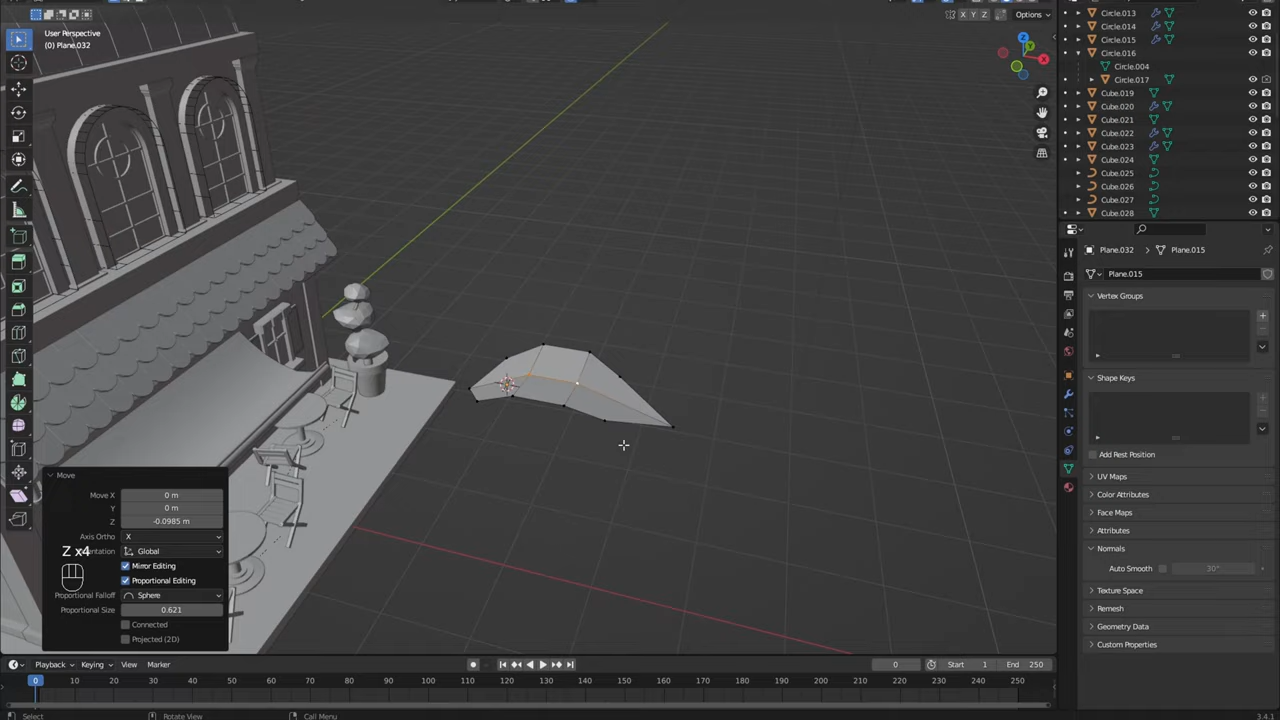 User Perspective
(0) Plane.032
X Y Z
Options
Z
Y
X
Circle.013
Circle.014
Circle.015
Circle.016
Circle.004
Circle.017
Cube.019
Cube.020
Cube.021
Cube.022
Cube.023
Cube.024
Cube.025
Cube.026
Cube.027
Cube.028
Plane.032 > Plane.015
Plane.015
Vertex Groups
Shape Keys
Add Rest Position
UV Maps
Color Attributes
Face Maps
Attributes
Normals
Auto Smooth 30°
Texture Space
Remesh
Geometry Data
Custom Properties
Move
Move X 0 m
Y 0 m
Z -0.0985 m
Axis Ortho X
Z x4
Global
Mirror Editing
Proportional Editing
Proportional Falloff Sphere
Proportional Size 0.621
Connected
Projected (2D)
Playback Keying View Marker
0 Start 1 End 250
0 10 20 30 40 50 60 70 80 90 100 110 120 130 140 150 160 170 180 190 200 210 220 230 240 250
Select Rotate View Call Menu 3.4.1